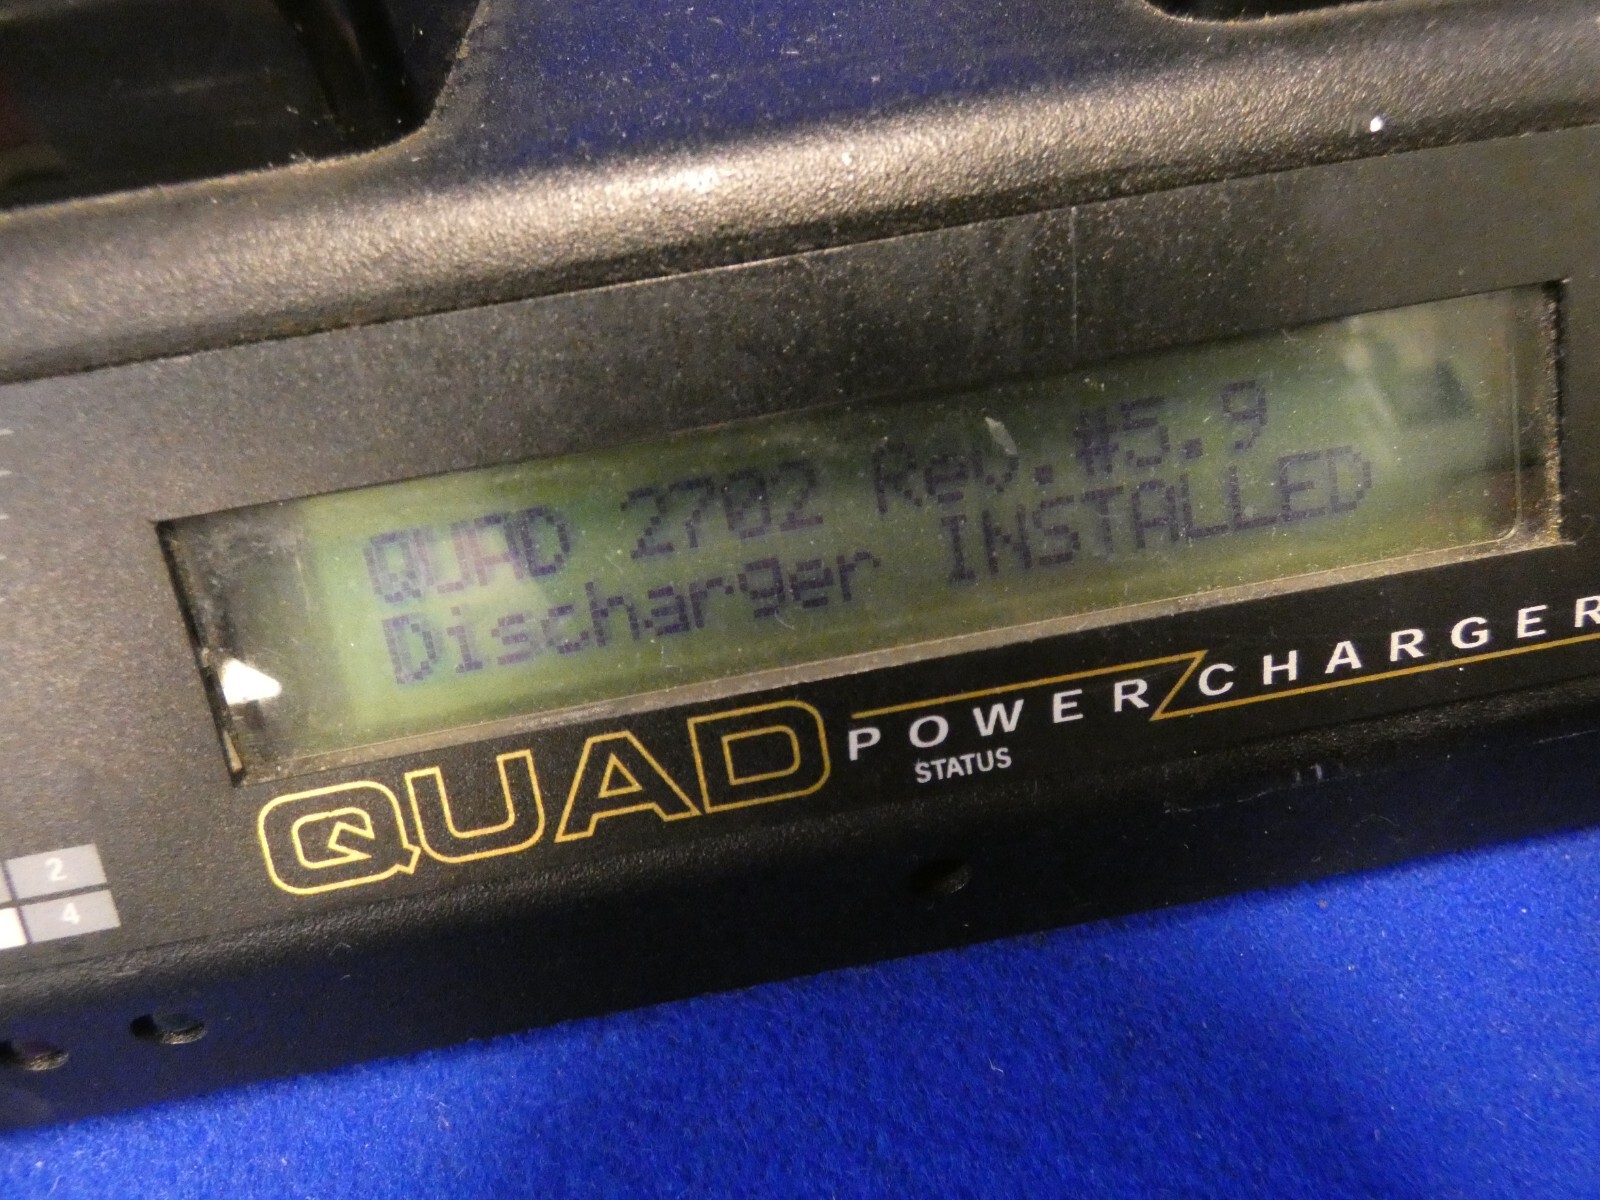 QUAD 2702 Rev.#5.9
Discharger INSTALLED
QUAD POWER CHARGER
STATUS
2
4